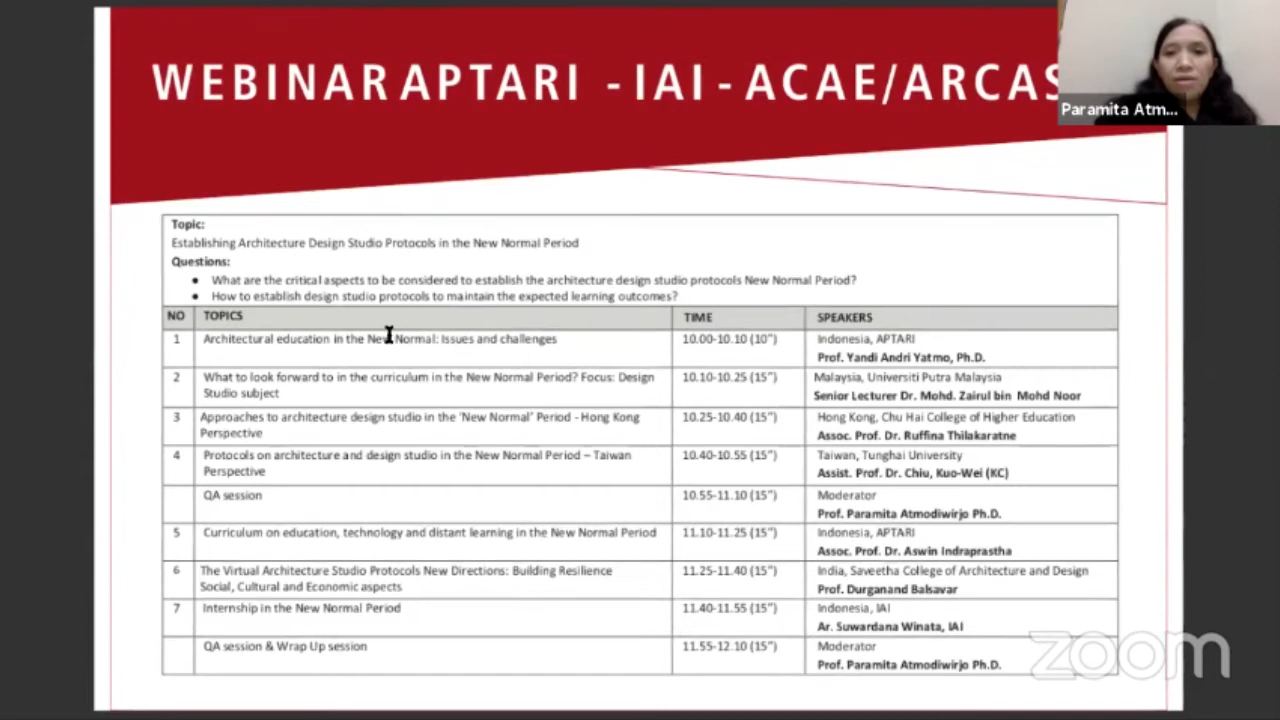 WEBINAR APTARI - IAI - ACAE/ARCAS
Paramita Atm...
Topic:
Establishing Architecture Design Studio Protocols in the New Normal Period
Questions:
• What are the critical aspects to be considered to establish the architecture design studio protocols New Normal Period?
• How to establish design studio protocols to maintain the expected learning outcomes?
NO TOPICS TIME SPEAKERS
1 Architectural education in the New Normal: Issues and challenges 10.00-10.10 (10") Indonesia, APTARI
Prof. Yandi Andri Yatmo, Ph.D.
2 What to look forward to in the curriculum in the New Normal Period? Focus: Design 10.10-10.25 (15") Malaysia, Universiti Putra Malaysia
Studio subject Senior Lecturer Dr. Mohd. Zairul bin Mohd Noor
3 Approaches to architecture design studio in the 'New Normal' Period - Hong Kong 10.25-10.40 (15") Hong Kong, Chu Hai College of Higher Education
Perspective Assoc. Prof. Dr. Ruffina Thilakaratne
4 Protocols on architecture and design studio in the New Normal Period – Taiwan 10.40-10.55 (15") Taiwan, Tunghai University
Perspective Assist. Prof. Dr. Chiu, Kuo-Wei (KC)
QA session 10.55-11.10 (15") Moderator
Prof. Paramita Atmodiwirjo Ph.D.
5 Curriculum on education, technology and distant learning in the New Normal Period 11.10-11.25 (15") Indonesia, APTARI
Assoc. Prof. Dr. Aswin Indraprastha
6 The Virtual Architecture Studio Protocols New Directions: Building Resilience 11.25-11.40 (15") India, Saveetha College of Architecture and Design
Social, Cultural and Economic aspects Prof. Durganand Balsavar
7 Internship in the New Normal Period 11.40-11.55 (15") Indonesia, IAI
Ar. Suwardana Winata, IAI
QA session & Wrap Up session 11.55-12.10 (15") Moderator
Prof. Paramita Atmodiwirjo Ph.D.
zoom